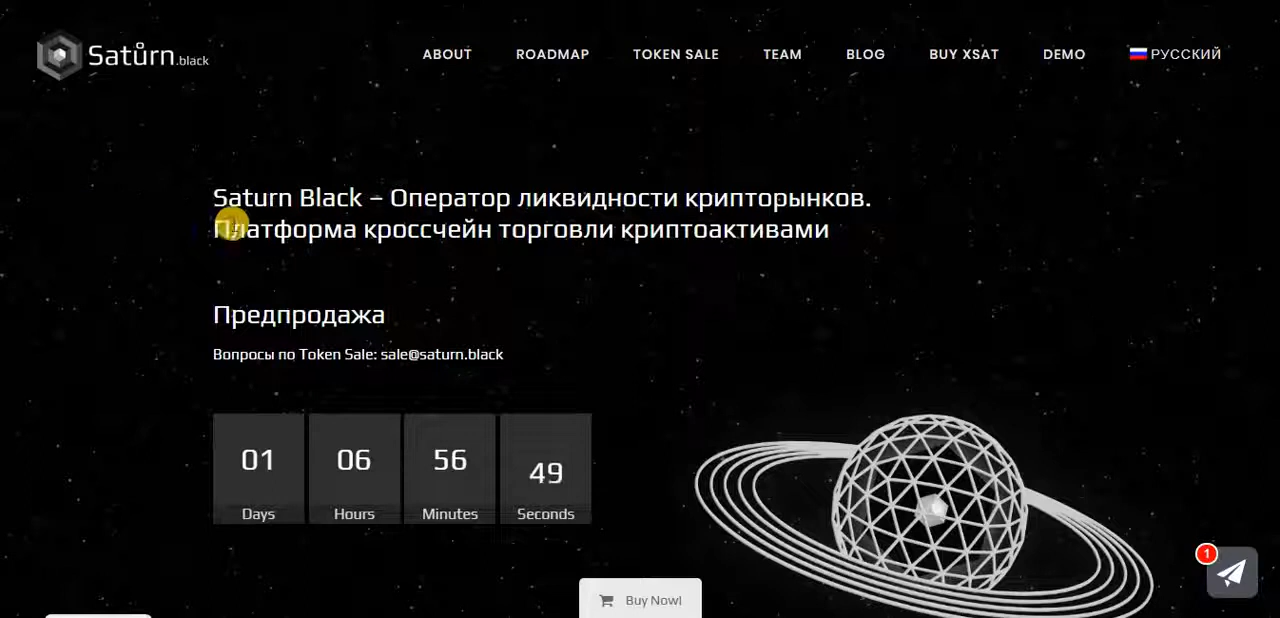 Satůrn.black
ABOUT ROADMAP TOKEN SALE TEAM BLOG BUY XSAT DEMO РУССКИЙ
Saturn Black – Оператор ликвидности крипторынков.
Платформа кроссчейн торговли криптоактивами
Предпродажа
Вопросы по Token Sale: sale@saturn.black
01 06 56 49
Days Hours Minutes Seconds
1
Buy Now!